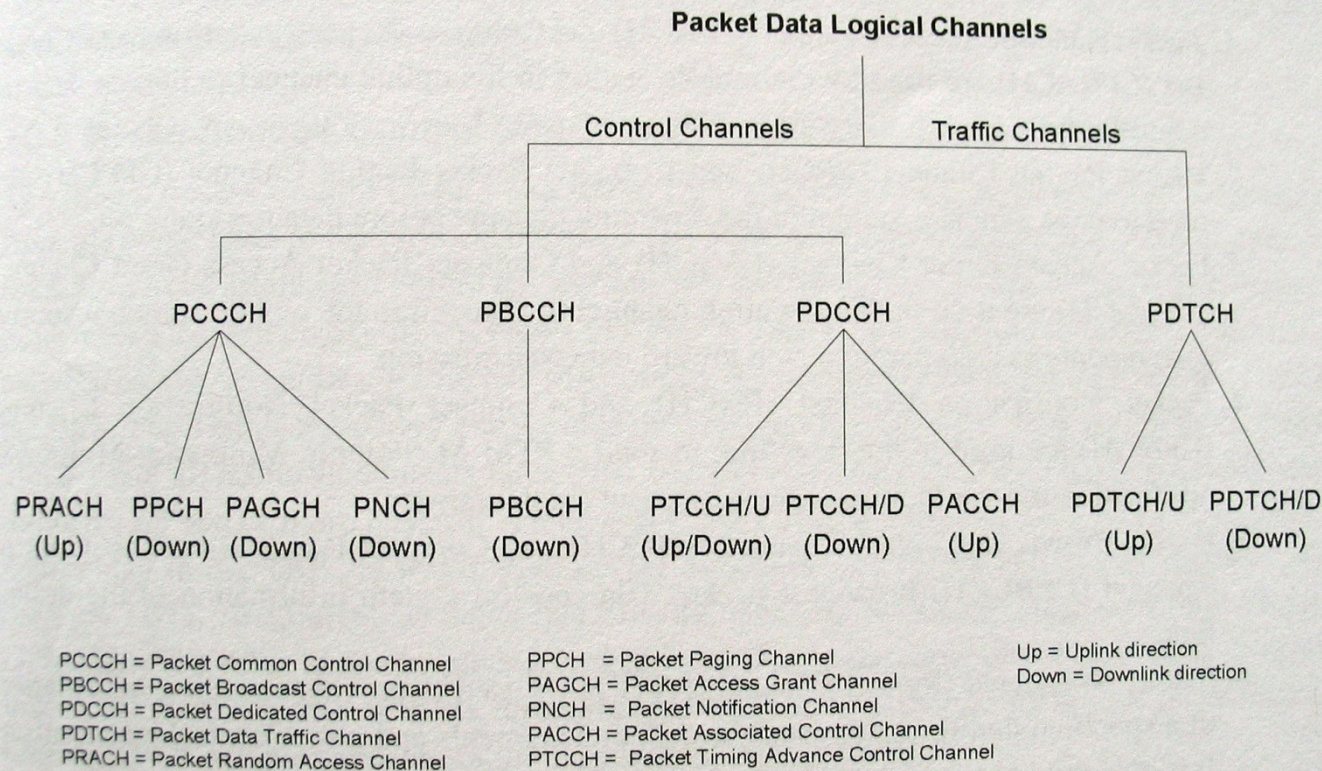 Packet Data Logical Channels
Control Channels Traffic Channels
PCCCH PBCCH PDCCH PDTCH
PRACH PPCH PAGCH PNCH PBCCH PTCCH/U PTCCH/D PACCH PDTCH/U PDTCH/D
(Up) (Down) (Down) (Down) (Down) (Up/Down) (Down) (Up) (Up) (Down)
PCCCH = Packet Common Control Channel
PBCCH = Packet Broadcast Control Channel
PDCCH = Packet Dedicated Control Channel
PDTCH = Packet Data Traffic Channel
PRACH = Packet Random Access Channel
PPCH = Packet Paging Channel
PAGCH = Packet Access Grant Channel
PNCH = Packet Notification Channel
PACCH = Packet Associated Control Channel
PTCCH = Packet Timing Advance Control Channel
Up = Uplink direction
Down = Downlink direction